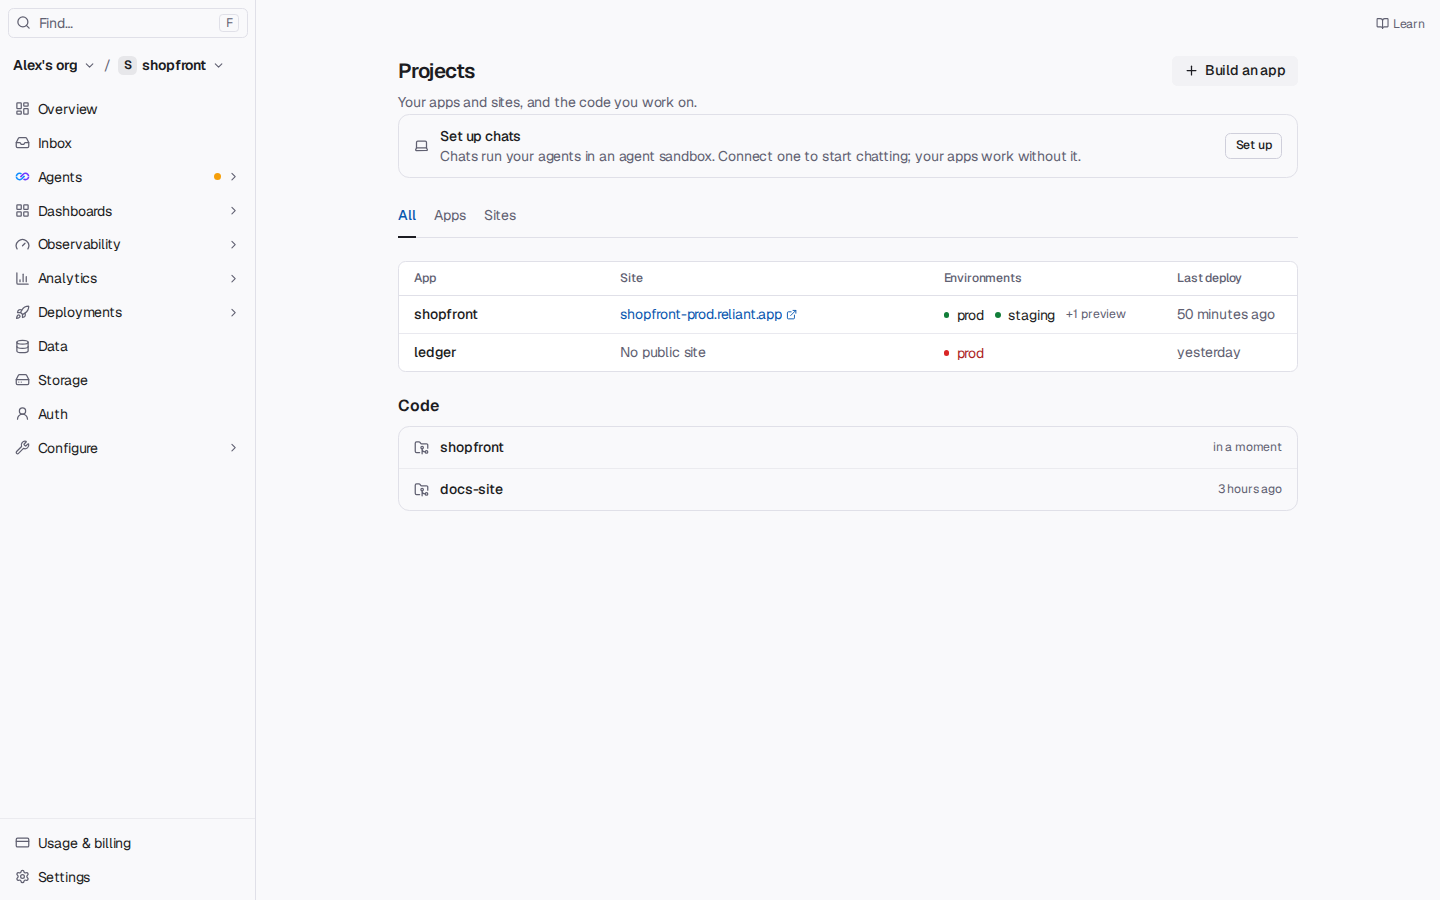 Find... F
Learn
Alex's org / S shopfront
Projects
Build an app
Your apps and sites, and the code you work on.
Overview
Inbox
Agents
Dashboards
Observability
Analytics
Deployments
Data
Storage
Auth
Configure
Set up chats
Chats run your agents in an agent sandbox. Connect one to start chatting; your apps work without it.
Set up
All Apps Sites
App Site Environments Last deploy
shopfront shopfront-prod.reliant.app prod staging +1 preview 50 minutes ago
ledger No public site prod yesterday
Code
shopfront in a moment
docs-site 3 hours ago
Usage & billing
Settings